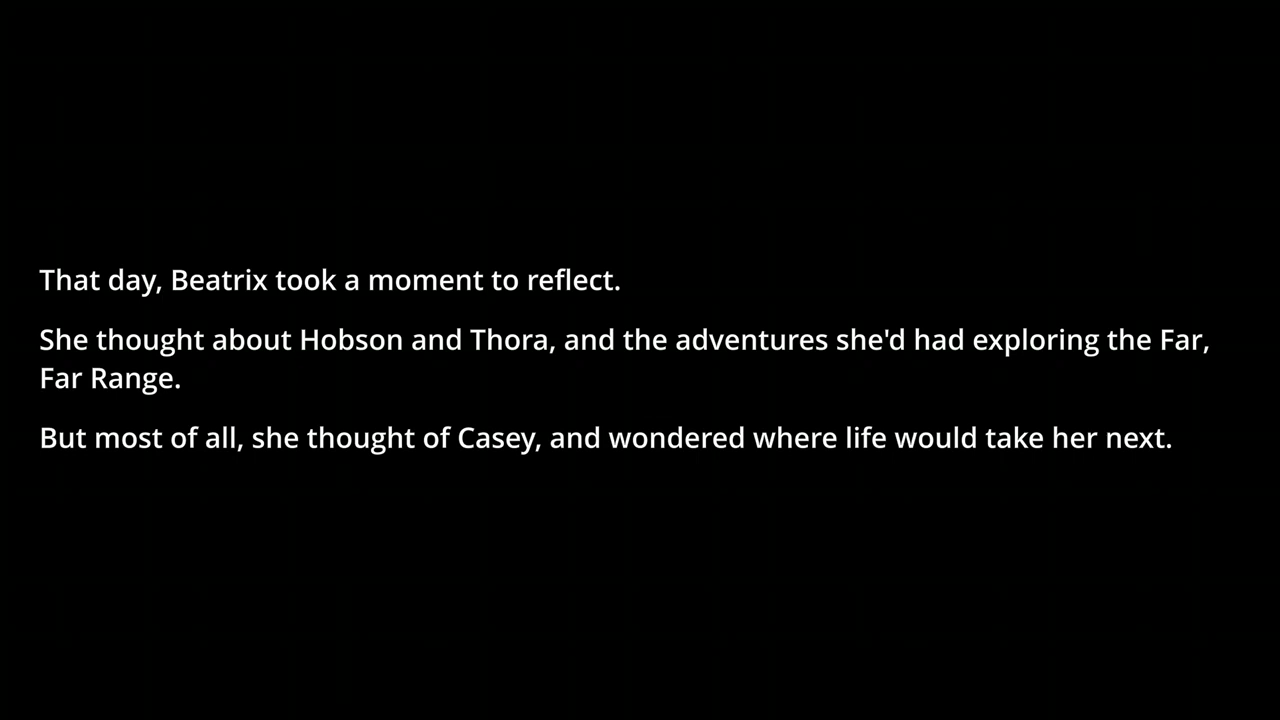 That day, Beatrix took a moment to reflect.
She thought about Hobson and Thora, and the adventures she'd had exploring the Far,
Far Range.
But most of all, she thought of Casey, and wondered where life would take her next.